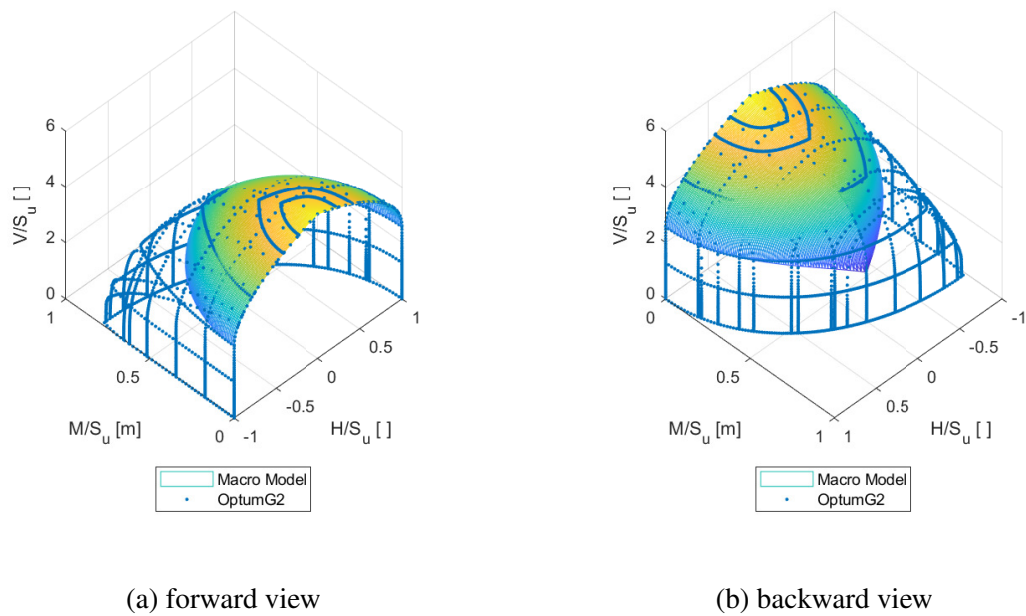 6
4
2
0
V/S_u [ ]
1
0.5
0
M/S_u [m]
-1
-0.5
0
0.5
1
H/S_u [ ]
Macro Model
OptumG2
(a) forward view
6
4
2
0
V/S_u [ ]
0
0.5
1
M/S_u [m]
1
0.5
0
-0.5
-1
H/S_u [ ]
Macro Model
OptumG2
(b) backward view